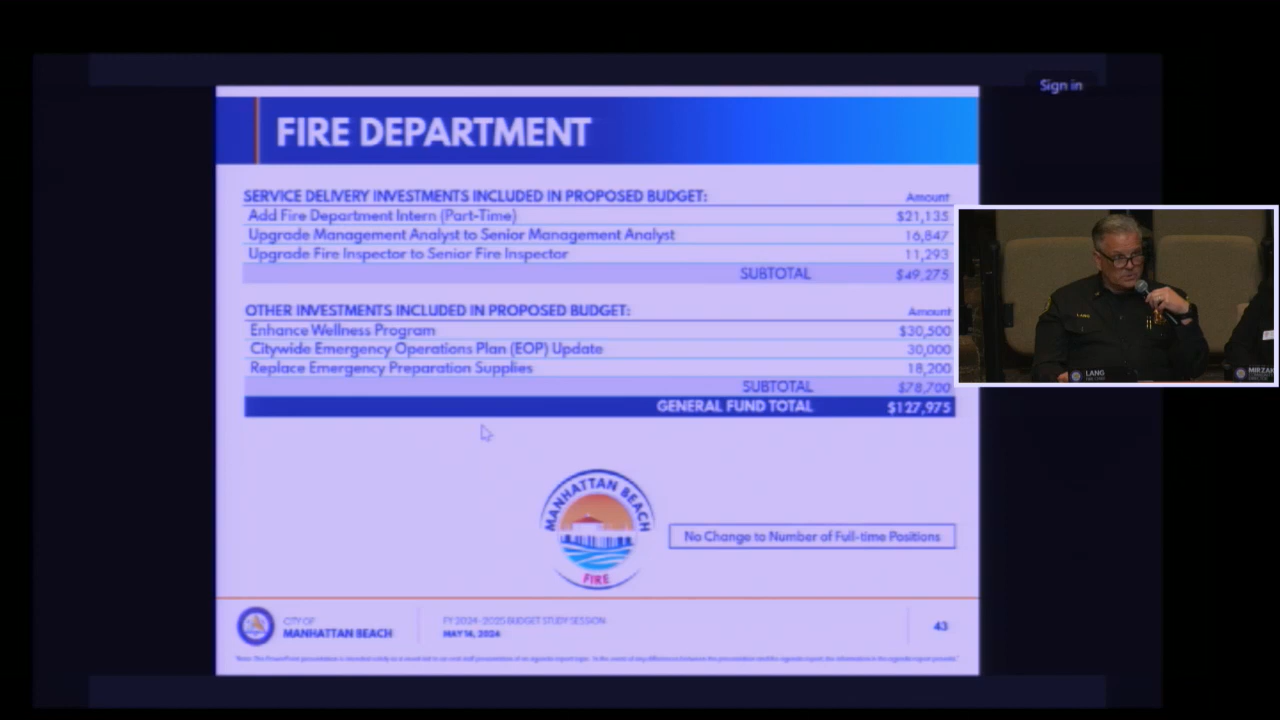 Sign in
FIRE DEPARTMENT
SERVICE DELIVERY INVESTMENTS INCLUDED IN PROPOSED BUDGET: Amount
Add Fire Department Intern (Part-Time) $21,135
Upgrade Management Analyst to Senior Management Analyst 16,847
Upgrade Fire Inspector to Senior Fire Inspector 11,293
SUBTOTAL $49,275
OTHER INVESTMENTS INCLUDED IN PROPOSED BUDGET: Amount
Enhance Wellness Program $30,500
Citywide Emergency Operations Plan (EOP) Update 30,000
Replace Emergency Preparation Supplies 18,200
SUBTOTAL $78,700
GENERAL FUND TOTAL $127,975
LANG
MIRZA
MANHATTAN BEACH
FIRE
No Change to Number of Full-time Positions
CITY OF
MANHATTAN BEACH
FY 2024-2025 BUDGET STUDY SESSION
MAY 14, 2024
43